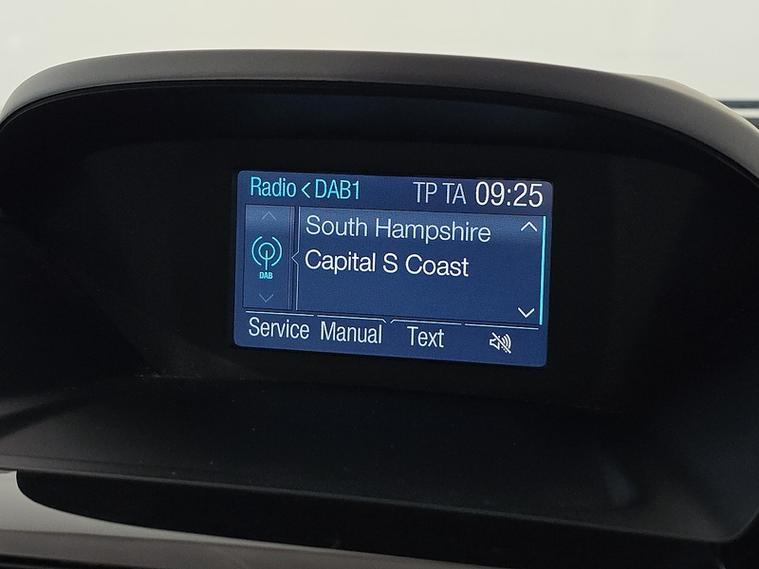 Radio < DAB1 TP TA 09:25
South Hampshire
DAB
Capital S Coast
Service Manual Text